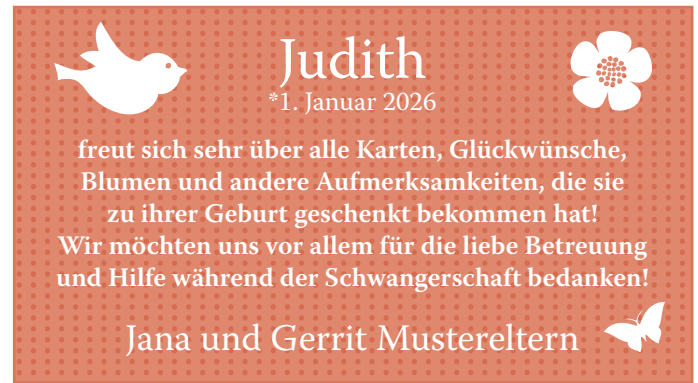 Judith
*1. Januar 2026
freut sich sehr über alle Karten, Glückwünsche,
Blumen und andere Aufmerksamkeiten, die sie
zu ihrer Geburt geschenkt bekommen hat!
Wir möchten uns vor allem für die liebe Betreuung
und Hilfe während der Schwangerschaft bedanken!
Jana und Gerrit Mustereltern